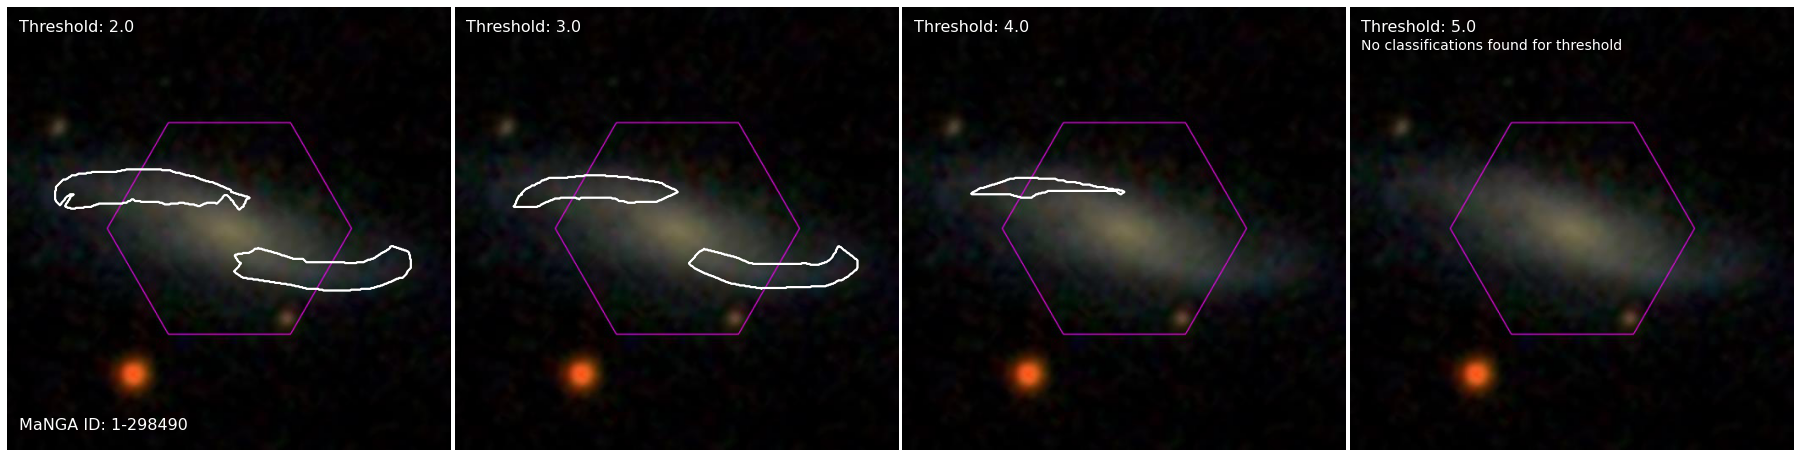 Threshold: 2.0
MaNGA ID: 1-298490
Threshold: 3.0
Threshold: 4.0
Threshold: 5.0
No classifications found for threshold